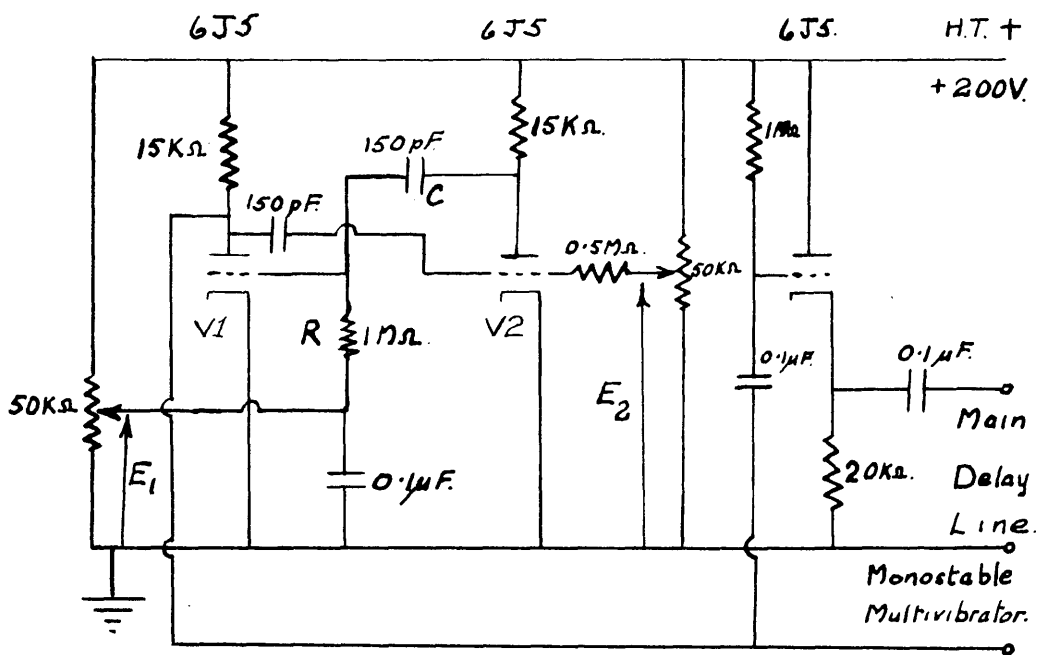 6J5
6J5
6J5.
H.T. +
+200V.
15KΩ
150pF.
15KΩ.
1MΩ
C
150pF.
0.5MΩ.
50KΩ
V1
R
1MΩ.
V2
0.1µF.
0.1µF.
50KΩ
E₁
E₂
0.1µF.
20KΩ.
Main
Delay
Line.
Monostable
Multivibrator.